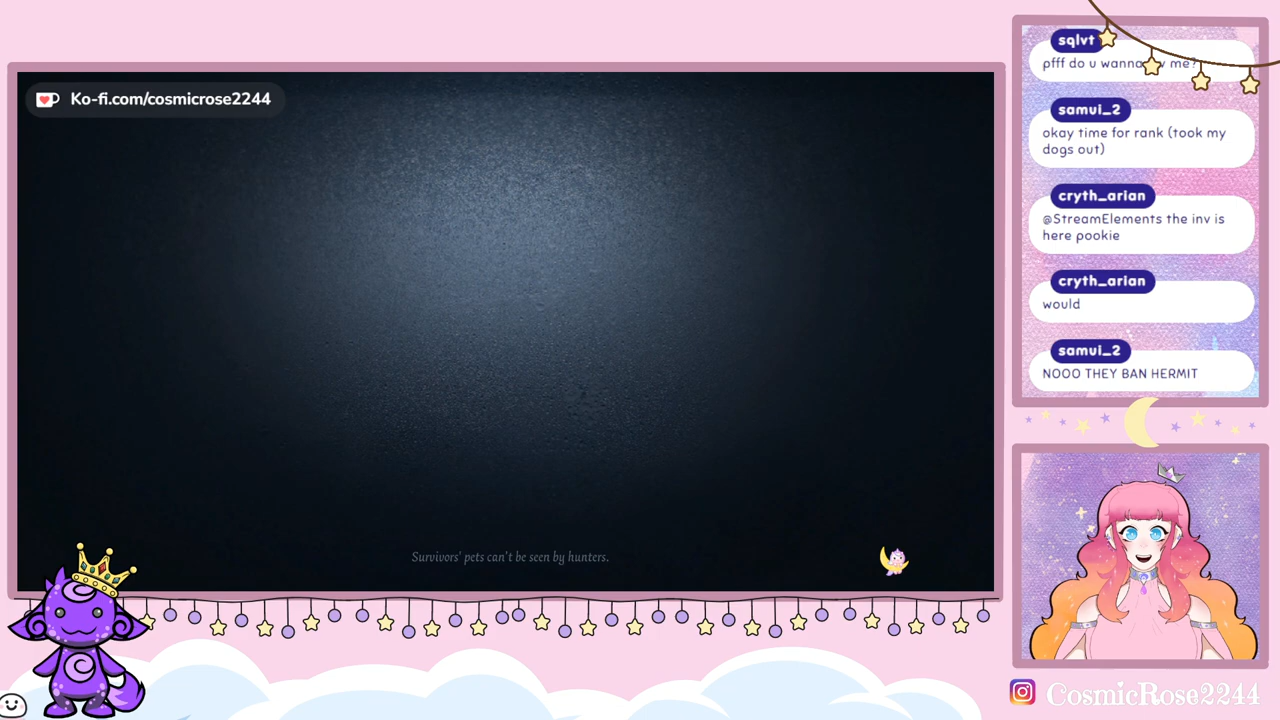 Ko-fi.com/cosmicrose2244
Survivors' pets can't be seen by hunters.
sqlvt
pfff do u wanna me?
samui_2
okay time for rank (took my
dogs out)
cryth_arian
@StreamElements the inv is
here pookie
cryth_arian
would
samui_2
NOOO THEY BAN HERMIT
CosmicRose2244